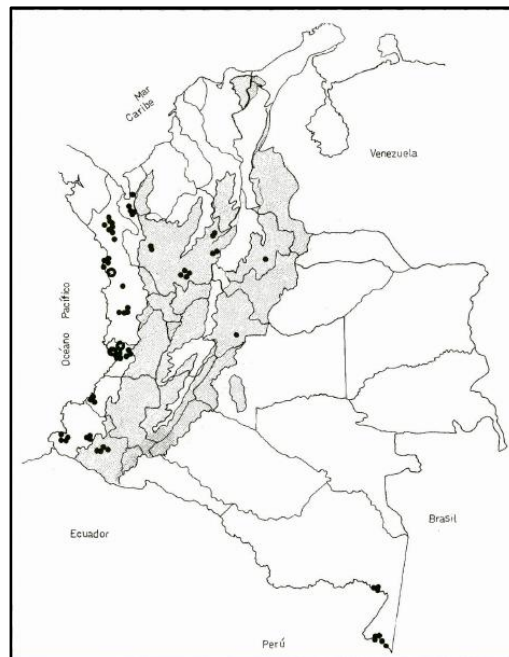 Mar
Caribe
Venezuela
Océano Pacífico
Ecuador
Brasil
Perú